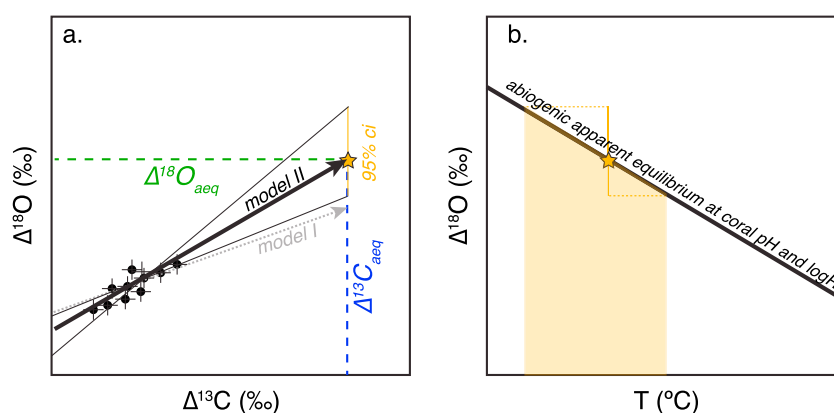 a.
Δ¹⁸O (‰)
Δ¹⁸Oaeq
model II
95% ci
model I
Δ¹³Caeq
Δ¹³C (‰)
b.
Δ¹⁸O (‰)
abiogenic apparent equilibrium at coral pH and
T (ºC)